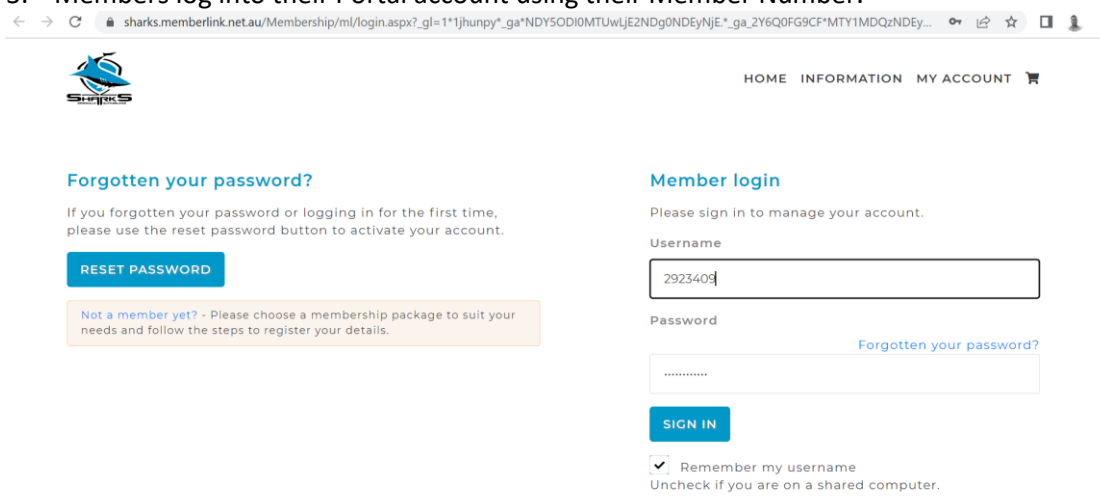 Members log into their Portal account using their Member Number.
sharks.memberlink.net.au/Membership/ml/login.aspx?_gl=1*1jhunpy*_ga*NDY5ODI0MTUwLjE2NDg0NDEyNjE.*_ga_2Y6Q0FG9CF*MTY1MDQzNDEy...
SHARKS
HOME INFORMATION MY ACCOUNT
Forgotten your password?
If you forgotten your password or logging in for the first time,
please use the reset password button to activate your account.
RESET PASSWORD
Not a member yet? - Please choose a membership package to suit your
needs and follow the steps to register your details.
Member login
Please sign in to manage your account.
Username
2923409
Password
Forgotten your password?
............
SIGN IN
Remember my username
Uncheck if you are on a shared computer.